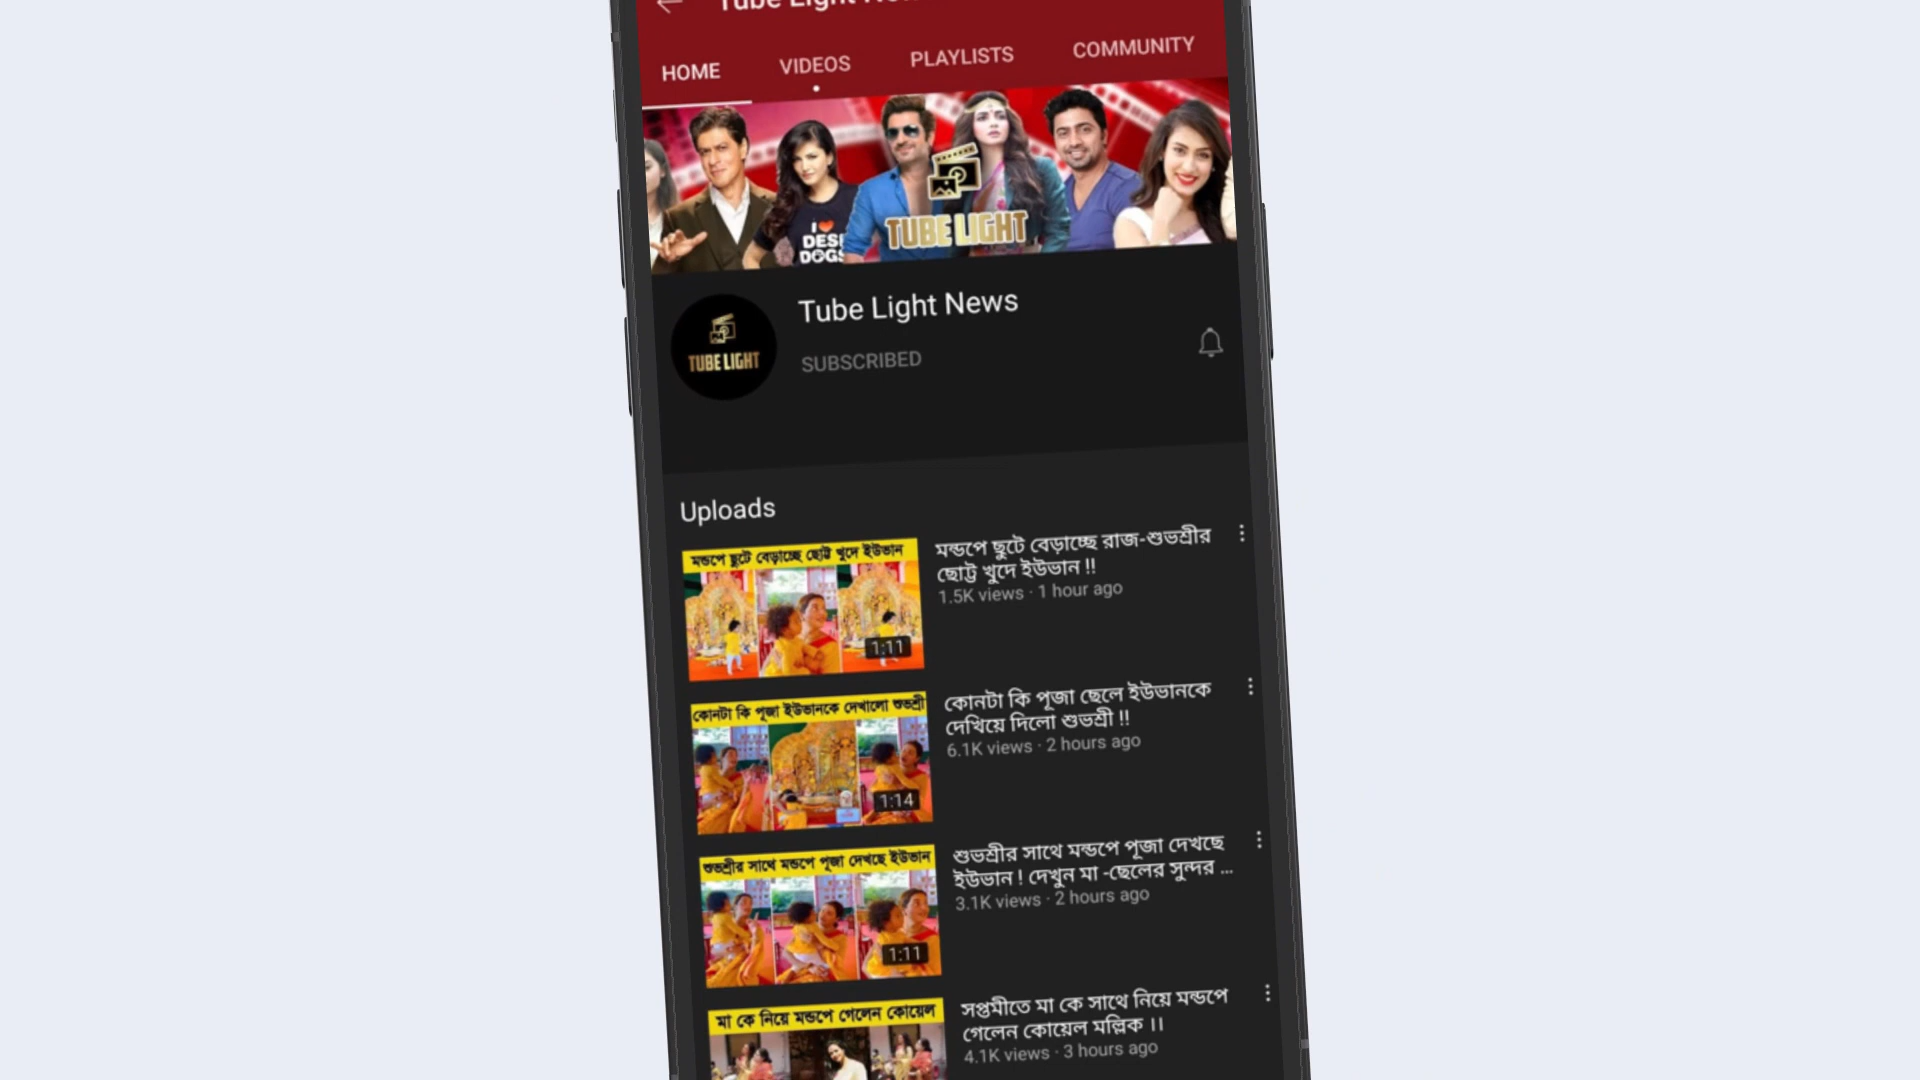 Tube Light News
HOME
VIDEOS
PLAYLISTS
COMMUNITY
I
DESI
DOGS
TUBE LIGHT
TUBE LIGHT
Tube Light News
SUBSCRIBED
Uploads
মন্ডপে ছুটে বেড়াচ্ছে ছোট্ট খুদে ইউভান
1:11
মন্ডপে ছুটে বেড়াচ্ছে রাজ-শুভশ্রীর
ছোট্ট খুদে ইউভান !!
1.5K views · 1 hour ago
কোনটা কি পূজা ইউভানকে দেখালো শুভশ্রী
1:14
কোনটা কি পূজা ছেলে ইউভানকে
দেখিয়ে দিলো শুভশ্রী !!
6.1K views · 2 hours ago
শুভশ্রীর সাথে মন্ডপে পূজা দেখছে ইউভান
1:11
শুভশ্রীর সাথে মন্ডপে পূজা দেখছে
ইউভান ! দেখুন মা -ছেলের সুন্দর ...
3.1K views · 2 hours ago
মা কে নিয়ে মন্ডপে গেলেন কোয়েল
সপ্তমীতে মা কে সাথে নিয়ে মন্ডপে
গেলেন কোয়েল মল্লিক ।।
4.1K views · 3 hours ago